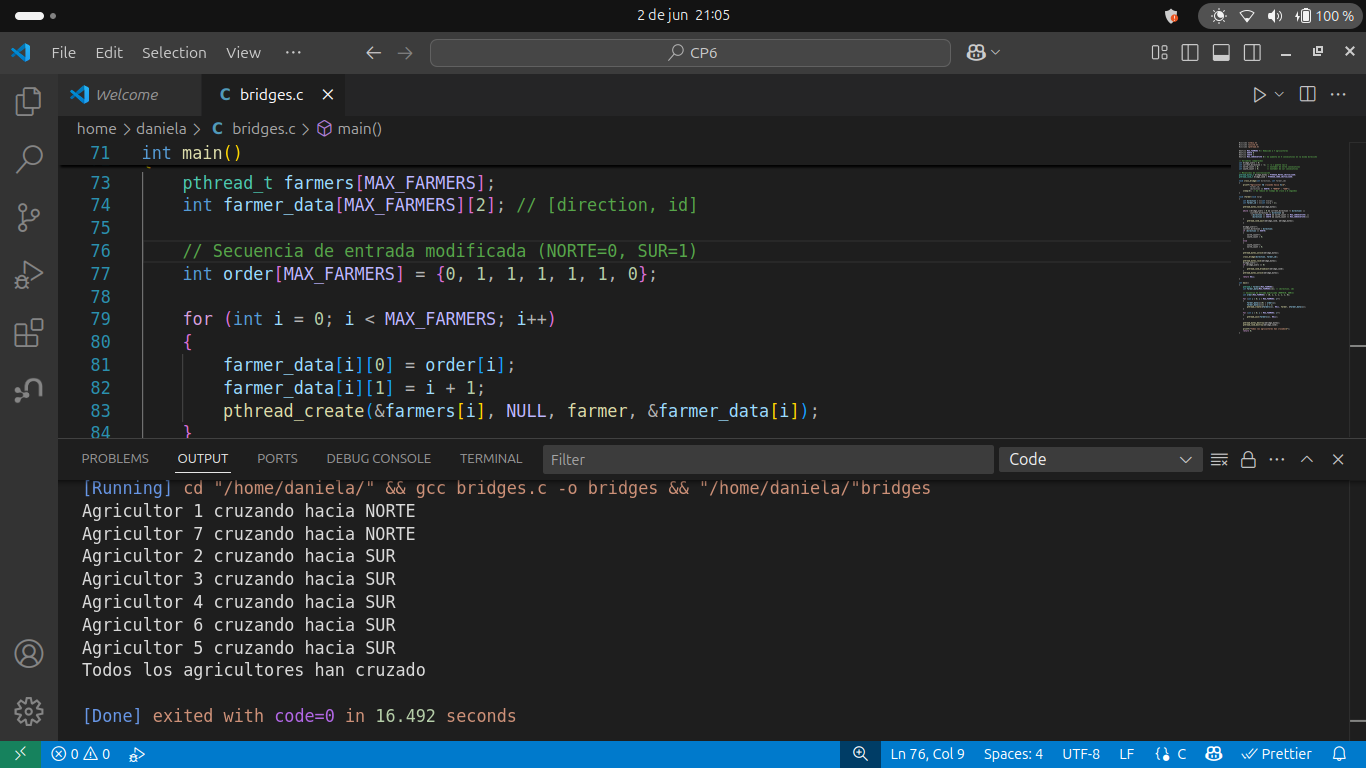 2 de jun 21:05
100 %
File Edit Selection View ···
CP6
Welcome
C bridges.c
home > daniela > C bridges.c > main()
71 int main()
73 pthread_t farmers[MAX_FARMERS];
74 int farmer_data[MAX_FARMERS][2]; // [direction, id]
75
76 // Secuencia de entrada modificada (NORTE=0, SUR=1)
77 int order[MAX_FARMERS] = {0, 1, 1, 1, 1, 1, 0};
78
79 for (int i = 0; i < MAX_FARMERS; i++)
80 {
81 farmer_data[i][0] = order[i];
82 farmer_data[i][1] = i + 1;
83 pthread_create(&farmers[i], NULL, farmer, &farmer_data[i]);
84 }
PROBLEMS OUTPUT PORTS DEBUG CONSOLE TERMINAL Filter Code
[Running] cd "/home/daniela/" && gcc bridges.c -o bridges && "/home/daniela/"bridges
Agricultor 1 cruzando hacia NORTE
Agricultor 7 cruzando hacia NORTE
Agricultor 2 cruzando hacia SUR
Agricultor 3 cruzando hacia SUR
Agricultor 4 cruzando hacia SUR
Agricultor 6 cruzando hacia SUR
Agricultor 5 cruzando hacia SUR
Todos los agricultores han cruzado
[Done] exited with code=0 in 16.492 seconds
0 0 Ln 76, Col 9 Spaces: 4 UTF-8 LF {} C Prettier